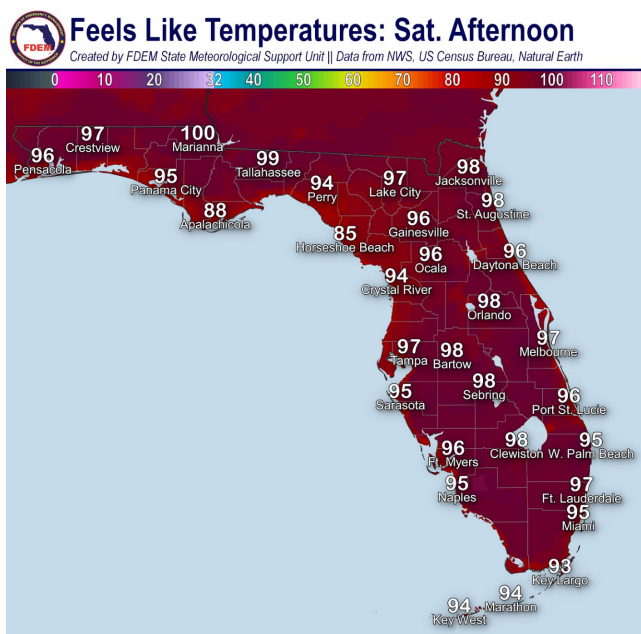 Feels Like Temperatures: Sat. Afternoon
Created by FDEM State Meteorological Support Unit || Data from NWS, US Census Bureau, Natural Earth
FDEM
0 10 20 32 40 50 60 70 80 90 100 110
96
Pensacola
97
Crestview
100
Marianna
95
Panama City
99
Tallahassee
88
Apalachicola
94
Perry
97
Lake City
98
Jacksonville
98
St. Augustine
96
Gainesville
85
Horseshoe Beach
96
Ocala
96
Daytona Beach
94
Crystal River
98
Orlando
97
Melbourne
97
Tampa
98
Bartow
98
Sebring
95
Sarasota
96
Port St. Lucie
96
Ft. Myers
98
Clewiston
95
W. Palm Beach
95
Naples
97
Ft. Lauderdale
95
Miami
93
Key Largo
94
Marathon
94
Key West